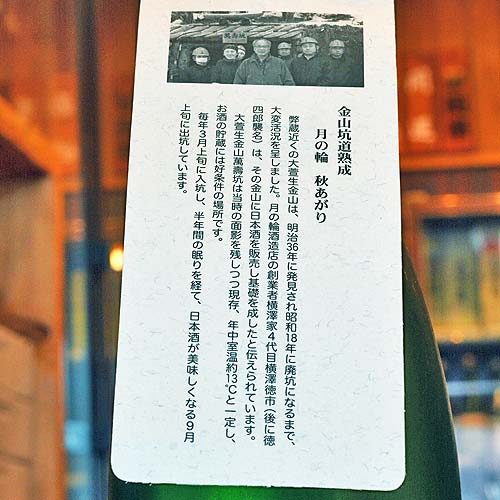 萬壽坑
金山坑道熟成
月の輪 秋あがり
弊蔵近くの大萱生金山は、明治36年に発見され昭和18年に廃坑になるまで、
大変活況を呈しました。月の輪酒造店の創業者横澤家4代目横澤徳市(後に徳
四郎襲名)は、その金山に日本酒を販売し基礎を成したと伝えられています。
大萱生金山萬壽坑は当時の面影を残しつつ現存、年中室温約13℃と一定し、
お酒の貯蔵には好条件の場所です。
毎年3月上旬に入坑し、半年間の眠りを経て、日本酒が美味しくなる9月
上旬に出坑しています。